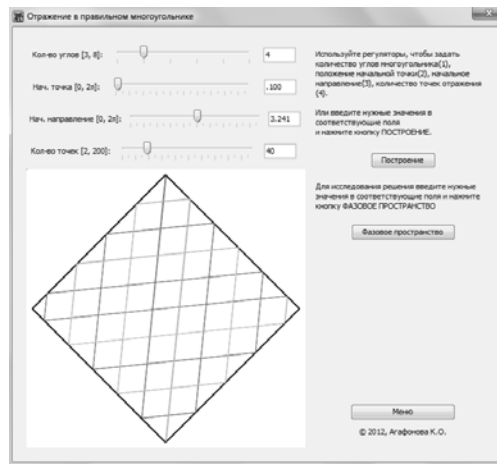 Отражение в правильном многоугольнике
Кол-во углов [3, 8]:
4
Нач. точка [0, 2π]:
.100
Нач. направление [0, 2π]:
3.241
Кол-во точек [2, 200]:
40
Используйте регуляторы, чтобы задать
количество углов многоугольника(1),
положение начальной точки(2), начальное
направление(3), количество точек отражения
(4).
Или введите нужные значения в
соответствующие поля
и нажмите кнопку ПОСТРОЕНИЕ.
Построение
Для исследования решения введите нужные
значения в соответствующие поля и нажмите
кнопку ФАЗОВОЕ ПРОСТРАНСТВО
Фазовое пространство
Меню
© 2012, Агафонова К.О.